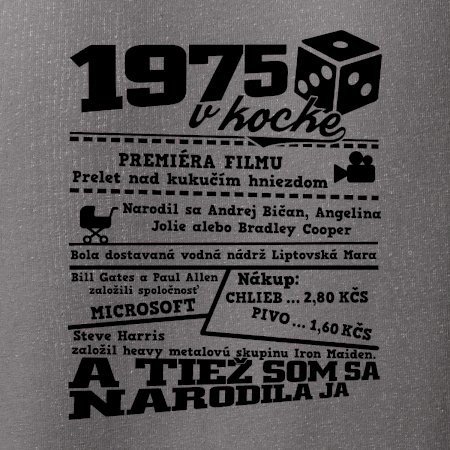 1975
v kocke
PREMIÉRA FILMU
Prelet nad kukučím hniezdom
Narodil sa Andrej Bičan, Angelina
Jolie alebo Bradley Cooper
Bola dostavaná vodná nádrž Liptovská Mara
Bill Gates a Paul Allen
založili spoločnosť
MICROSOFT
Nákup:
CHLIEB ... 2,80 KČS
PIVO ... 1,60 KČS
Steve Harris
založil heavy metalovú skupinu Iron Maiden.
A TIEŽ SOM SA
NARODILA JA